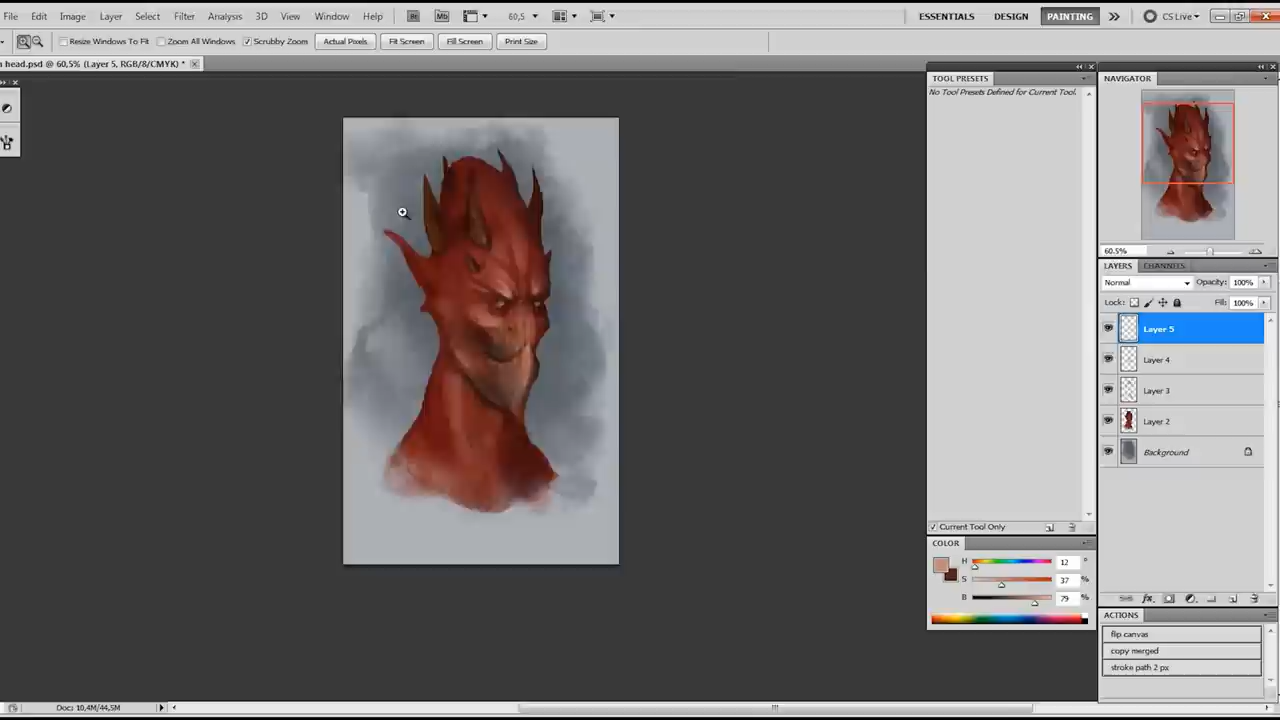 File Edit Image Layer Select Filter Analysis 3D View Window Help Br Mb 60,5 ESSENTIALS DESIGN PAINTING CS Live
Resize Windows To Fit Zoom All Windows Scrubby Zoom Actual Pixels Fit Screen Fill Screen Print Size
head.psd @ 60,5% (Layer 5, RGB/8/CMYK) *
TOOL PRESETS
No Tool Presets Defined for Current Tool.
Current Tool Only
COLOR
H 12 °
S 37 %
B 79 %
NAVIGATOR
60.5%
LAYERS CHANNELS
Normal Opacity: 100%
Lock: Fill: 100%
Layer 5
Layer 4
Layer 3
Layer 2
Background
fx
ACTIONS
flip canvas
copy merged
stroke path 2 px
Doc: 10,4M/44,5M